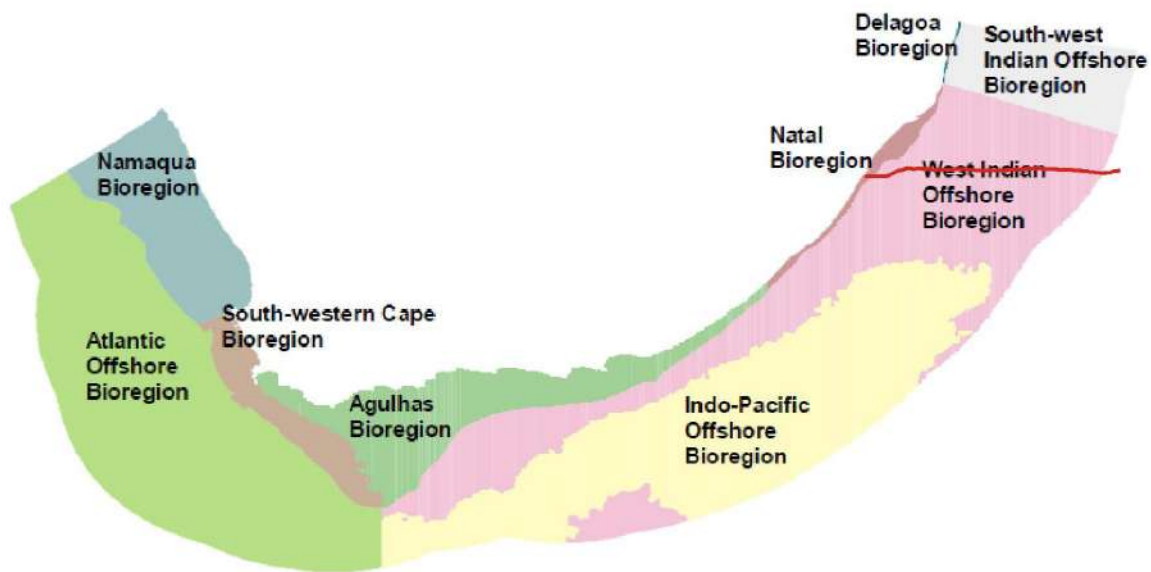 Delagoa
Bioregion
South-west
Indian Offshore
Bioregion
Natal
Bioregion
Namaqua
Bioregion
West Indian
Offshore
Bioregion
South-western Cape
Bioregion
Atlantic
Offshore
Bioregion
Agulhas
Bioregion
Indo-Pacific
Offshore
Bioregion